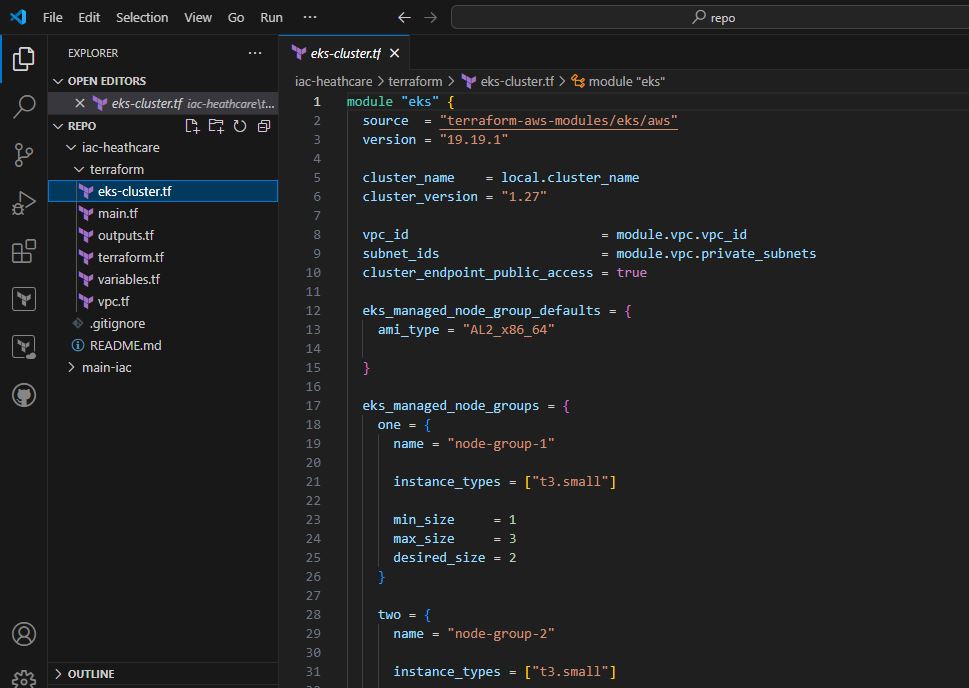 File Edit Selection View Go Run ··· ← → repo
EXPLORER ···
OPEN EDITORS
eks-cluster.tf iac-heathcare\t...
REPO
iac-heathcare
terraform
eks-cluster.tf
main.tf
outputs.tf
terraform.tf
variables.tf
vpc.tf
.gitignore
README.md
main-iac
OUTLINE
eks-cluster.tf
iac-heathcare > terraform > eks-cluster.tf > module "eks"
1 module "eks" {
2   source  = "terraform-aws-modules/eks/aws"
3   version = "19.19.1"
4
5   cluster_name    = local.cluster_name
6   cluster_version = "1.27"
7
8   vpc_id                         = module.vpc.vpc_id
9   subnet_ids                     = module.vpc.private_subnets
10   cluster_endpoint_public_access = true
11
12   eks_managed_node_group_defaults = {
13     ami_type = "AL2_x86_64"
14
15   }
16
17   eks_managed_node_groups = {
18     one = {
19       name = "node-group-1"
20
21       instance_types = ["t3.small"]
22
23       min_size     = 1
24       max_size     = 3
25       desired_size = 2
26     }
27
28     two = {
29       name = "node-group-2"
30
31       instance_types = ["t3.small"]